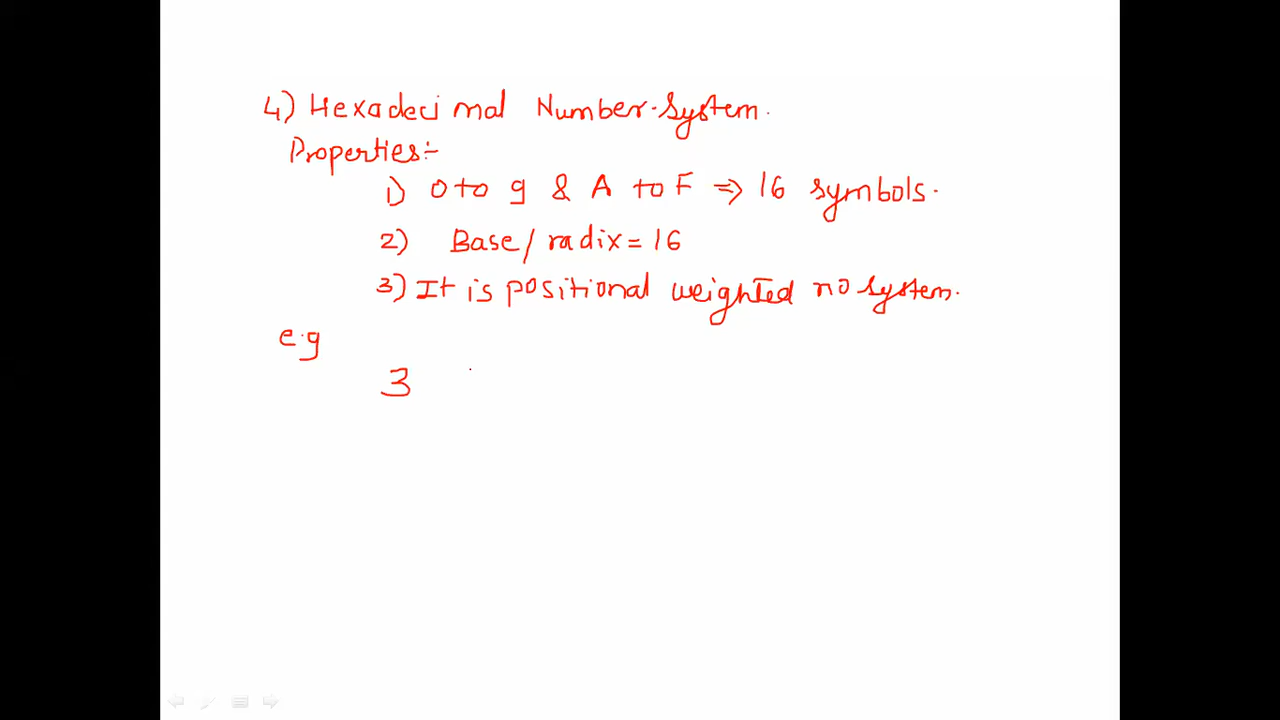 4) Hexadecimal Number System.
Properties:-
1) 0 to 9 & A to F => 16 symbols.
2) Base/radix = 16
3) It is positional weighted no system.
e.g
3